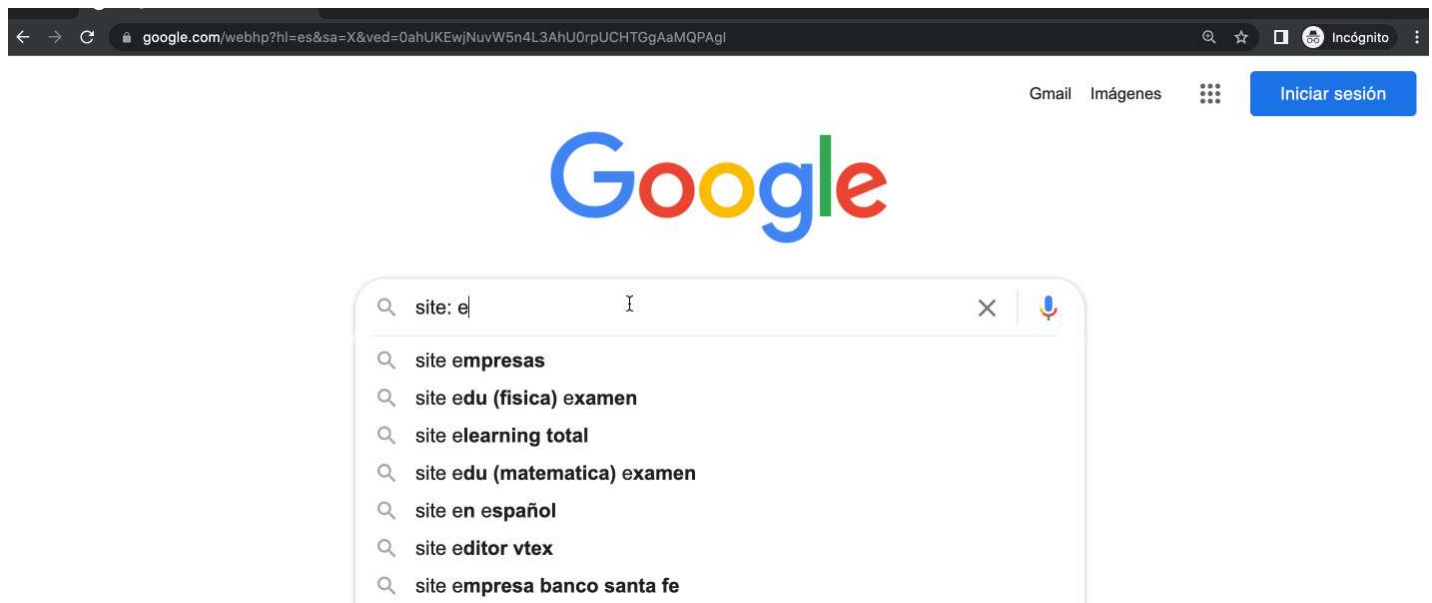 google.com/webhp?hl=es&sa=X&ved=0ahUKEwjNuvW5n4L3AhU0rpUCHTGgAaMQPAgI
Incógnito
Gmail Imágenes Iniciar sesión
Google
site: e
site empresas
site edu (fisica) examen
site elearning total
site edu (matematica) examen
site en español
site editor vtex
site empresa banco santa fe